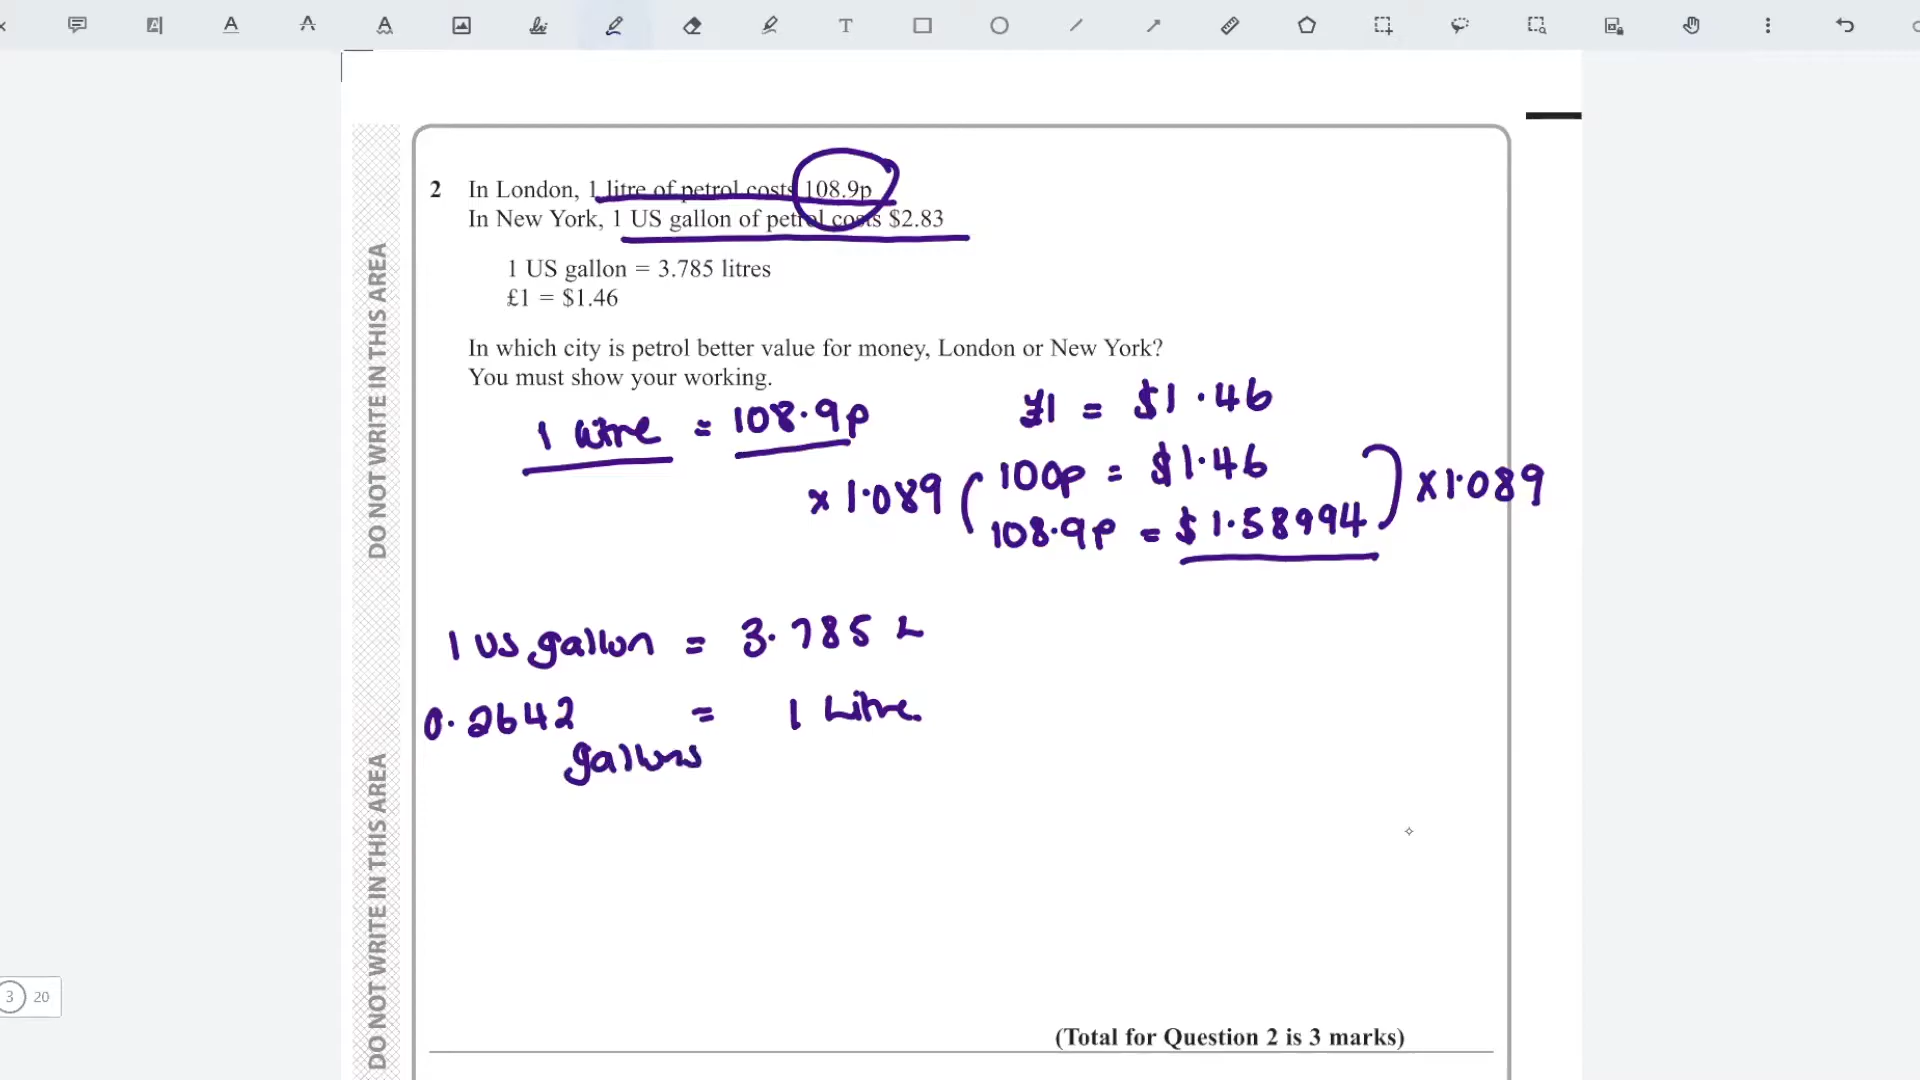 2 In London, 1 litre of petrol costs 108.9p
In New York, 1 US gallon of petrol costs $2.83
1 US gallon = 3.785 litres
£1 = $1.46
In which city is petrol better value for money, London or New York?
You must show your working.
1 litre = 108.9p
£1 = $1.46
100p = $1.46
× 1.089 ( ) ×1.089
108.9p = $1.58994
1 US gallon = 3.785 L
0.2642 = 1 Litre.
gallons
(Total for Question 2 is 3 marks)
DO NOT WRITE IN THIS AREA
DO NOT WRITE IN THIS AREA
3 20